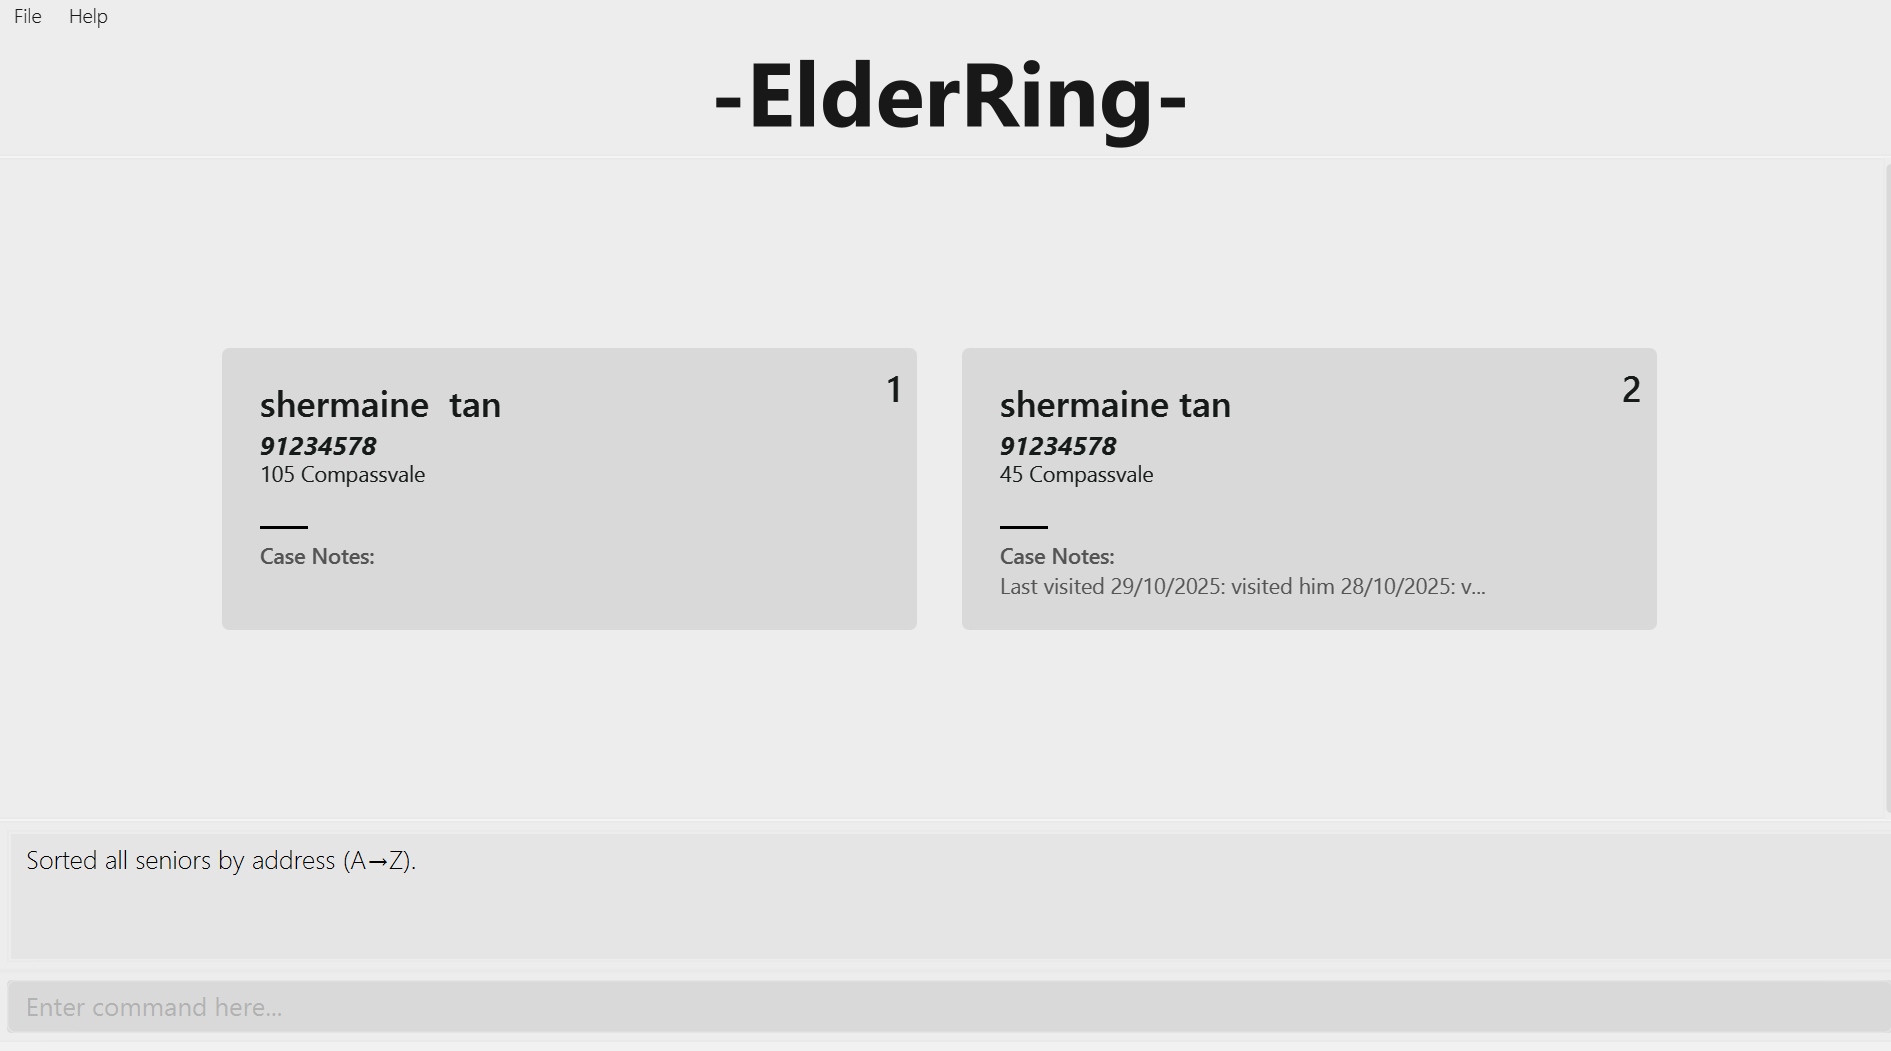 File Help
-ElderRing-
shermaine  tan
1
91234578
105 Compassvale
Case Notes:
shermaine tan
2
91234578
45 Compassvale
Case Notes:
Last visited 29/10/2025: visited him 28/10/2025: v...
Sorted all seniors by address (A→Z).
Enter command here...